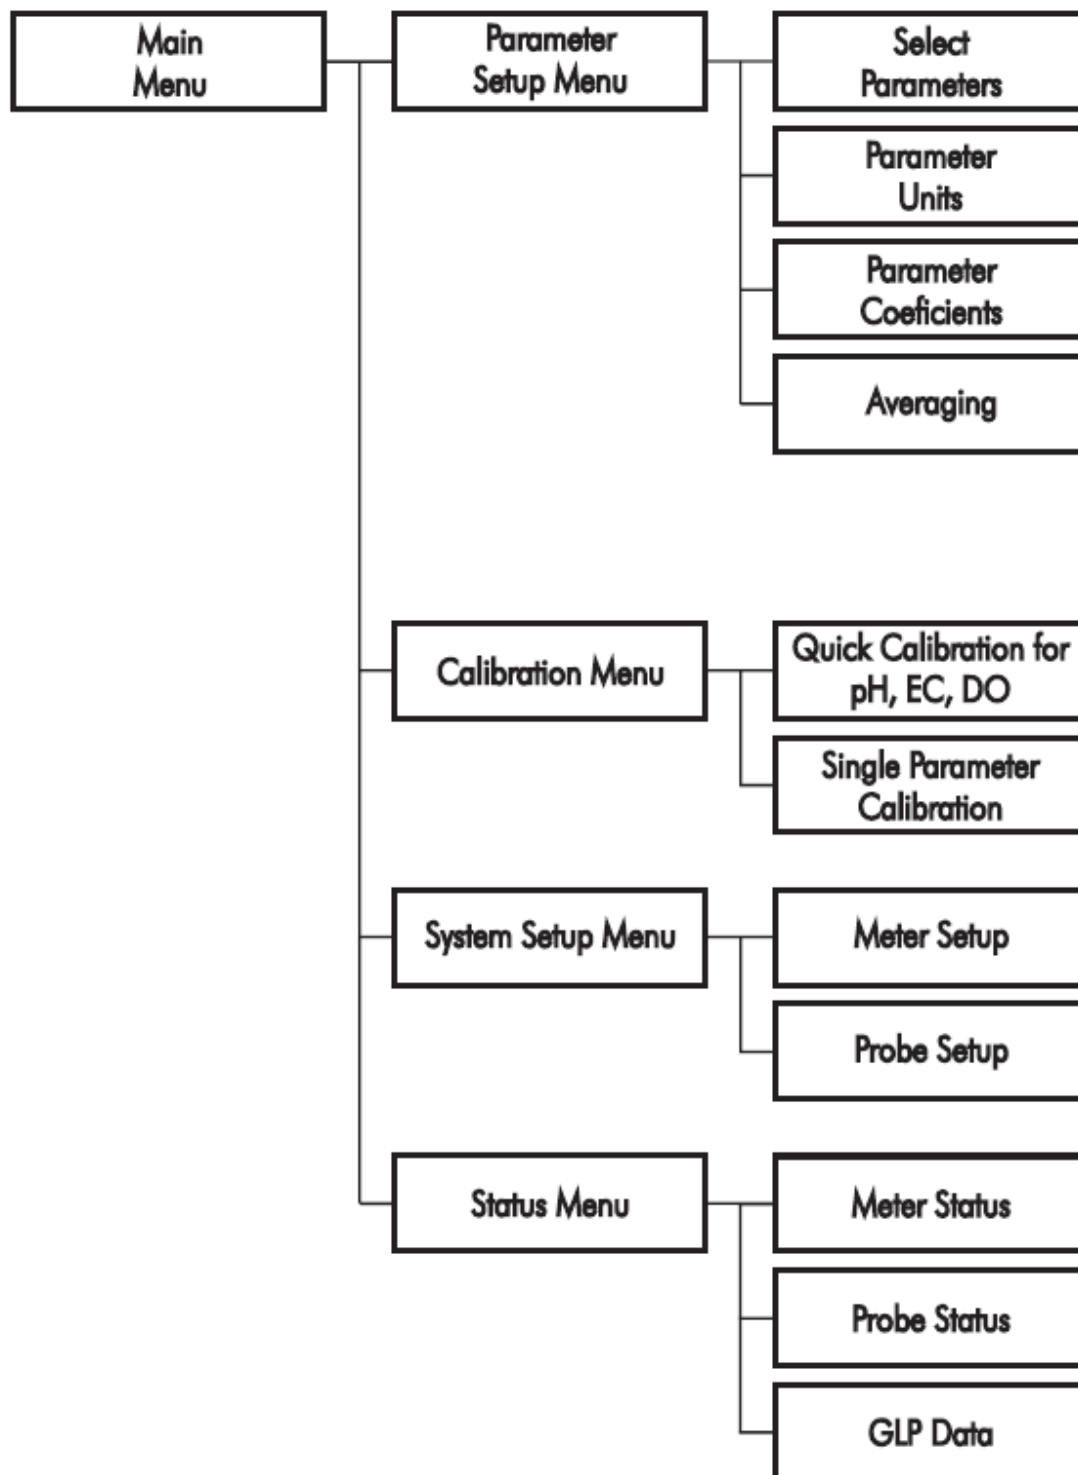 Main
Menu
Parameter
Setup Menu
Select
Parameters
Parameter
Units
Parameter
Coeficients
Averaging
Calibration Menu
Quick Calibration for
pH, EC, DO
Single Parameter
Calibration
System Setup Menu
Meter Setup
Probe Setup
Status Menu
Meter Status
Probe Status
GLP Data